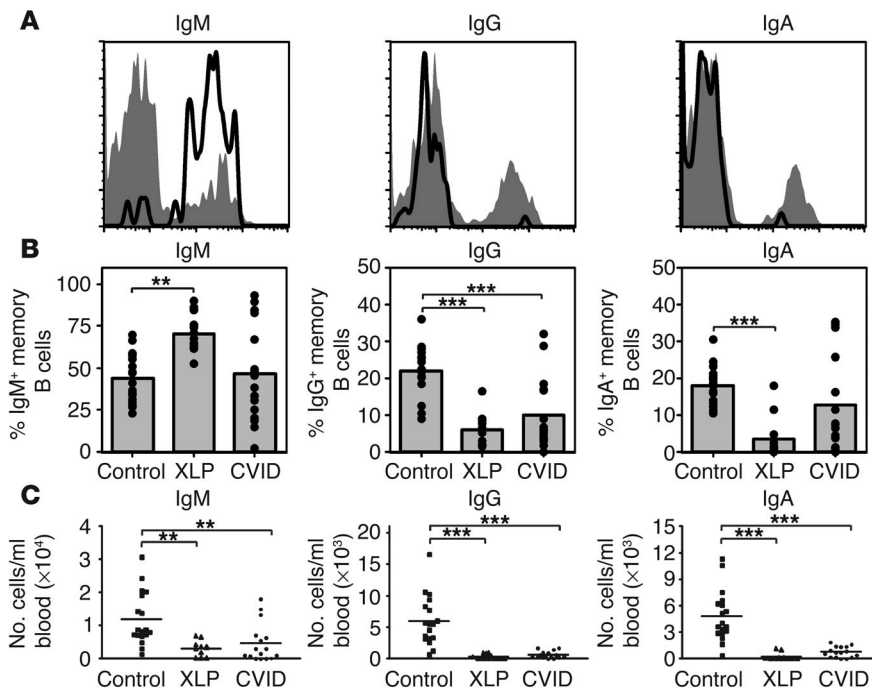 A
IgM
IgG
IgA
B
IgM
IgG
IgA
% IgM⁺ memory
B cells
100
75
50
25
0
Control XLP CVID
**
% IgG⁺ memory
B cells
50
40
30
20
10
0
Control XLP CVID
***
***
% IgA⁺ memory
B cells
50
40
30
20
10
0
Control XLP CVID
***
C
IgM
IgG
IgA
No. cells/ml
blood (×10⁴)
4
3
2
1
0
Control XLP CVID
**
**
No. cells/ml
blood (×10³)
20
15
10
5
0
Control XLP CVID
***
***
No. cells/ml
blood (×10³)
15
12
9
6
3
0
Control XLP CVID
***
***